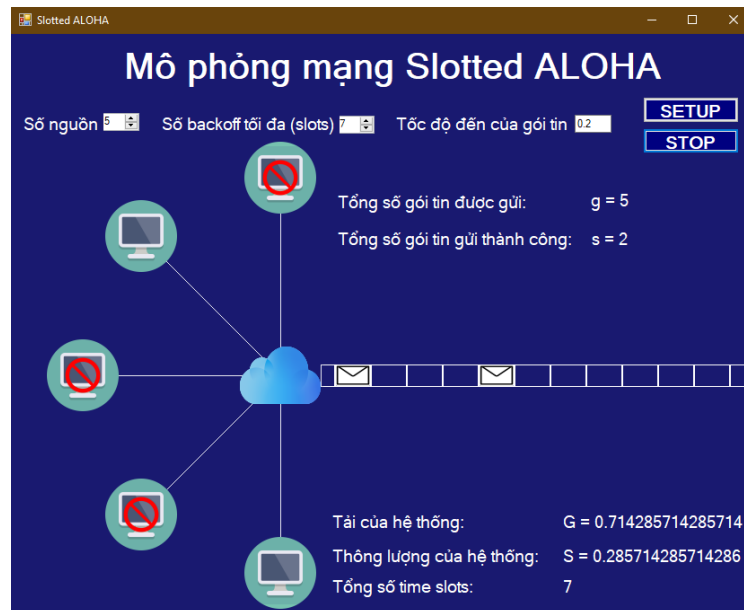 Slotted ALOHA
Mô phỏng mạng Slotted ALOHA
Số nguồn 5 Số backoff tối đa (slots) 7 Tốc độ đến của gói tin 0.2
SETUP
STOP
Tổng số gói tin được gửi: g = 5
Tổng số gói tin gửi thành công: s = 2
Tải của hệ thống: G = 0.714285714285714
Thông lượng của hệ thống: S = 0.285714285714286
Tổng số time slots: 7